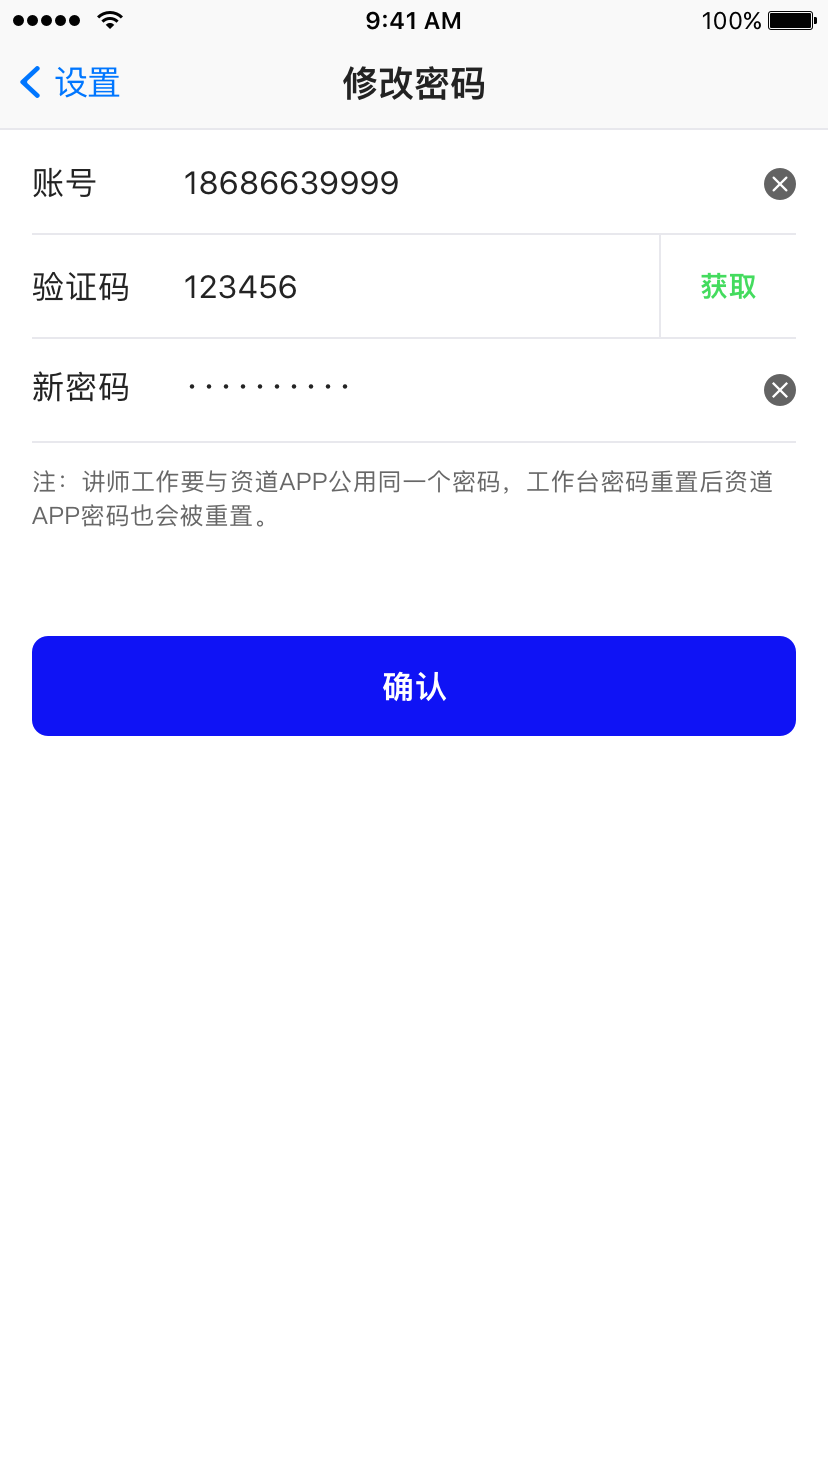 9:41 AM 100%
设置 修改密码
账号 18686639999
验证码 123456 获取
新密码 ··········
注：讲师工作要与资道APP公用同一个密码，工作台密码重置后资道
APP密码也会被重置。
确认